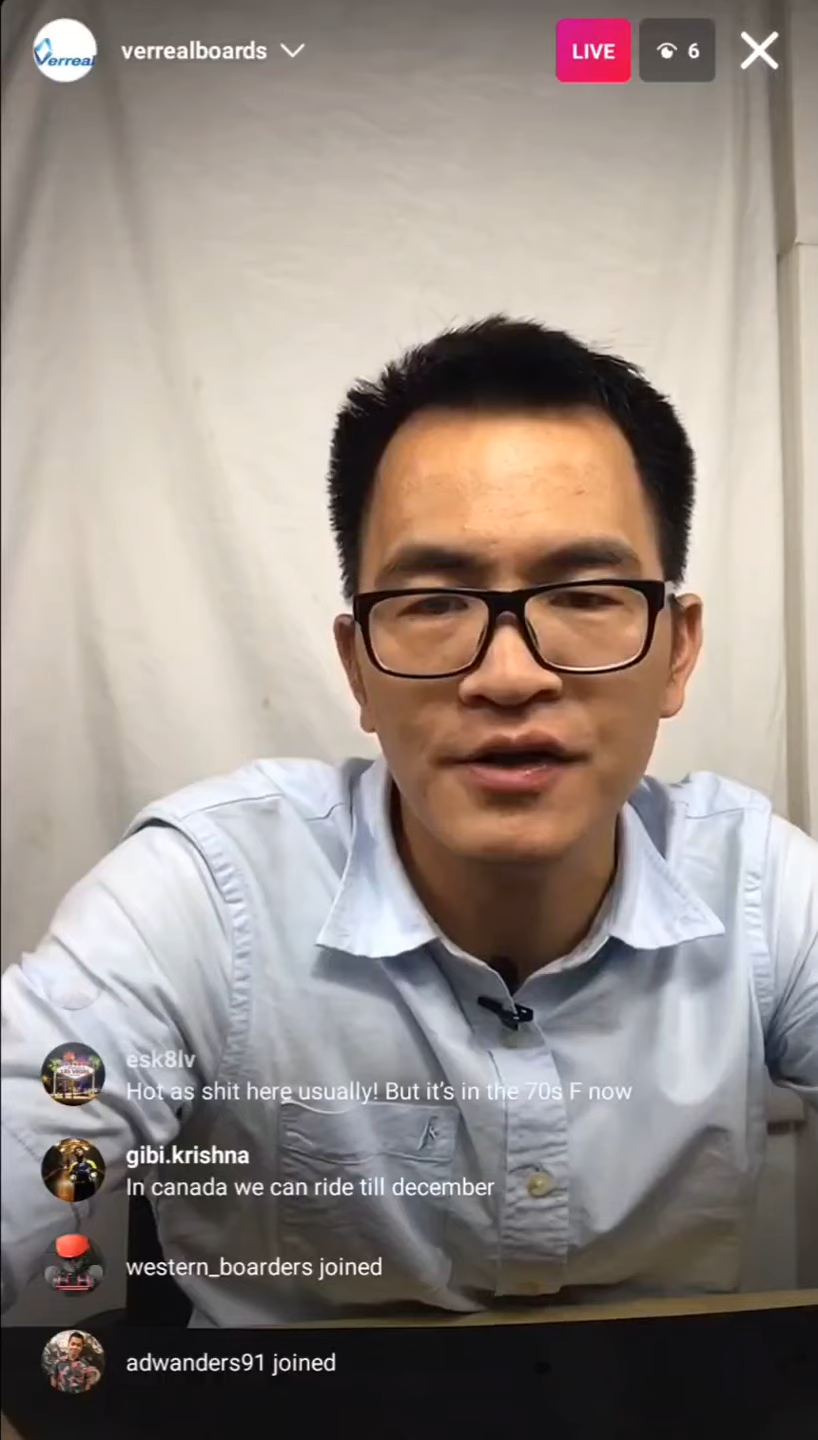 Verreal
verrealboards
LIVE
6
esk8lv
Hot as shit here usually! But it's in the 70s F now
gibi.krishna
In canada we can ride till december
western_boarders joined
adwanders91 joined